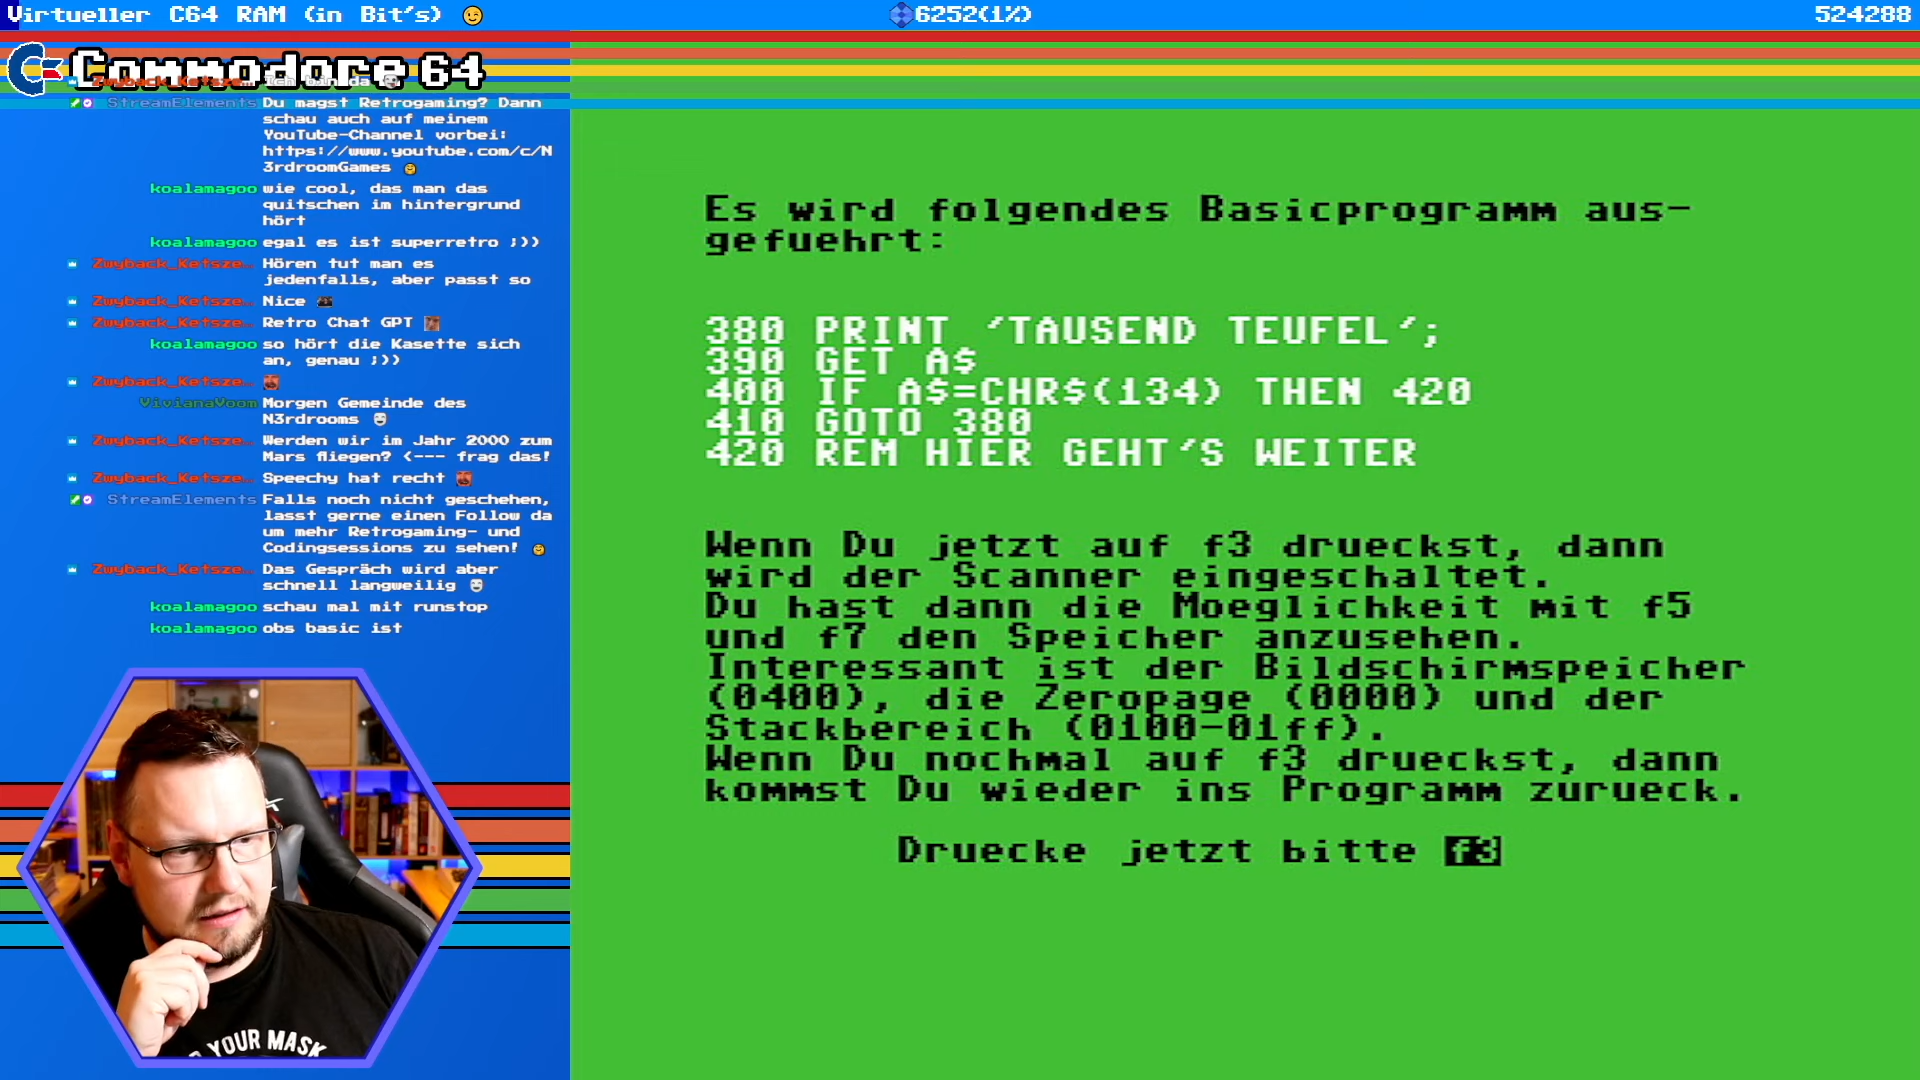 Virtueller C64 RAM (in Bit's)
6252(1%)
524288
Commodore 64
Zwyback_Ketsze… Ich bin da
StreamElements Du magst Retrogaming? Dann
schau auch auf meinem
YouTube-Channel vorbei:
https://www.youtube.com/c/N
3rdroomGames
koalamagoo wie cool, das man das
quitschen im hintergrund
hört
koalamagoo egal es ist superretro ;))
Zwyback_Ketsze… Hören tut man es
jedenfalls, aber passt so
Zwyback_Ketsze… Nice
Zwyback_Ketsze… Retro Chat GPT
koalamagoo so hört die Kasette sich
an, genau ;))
Zwyback_Ketsze…
VivianaVoom Morgen Gemeinde des
N3rdrooms
Zwyback_Ketsze… Werden wir im Jahr 2000 zum
Mars fliegen? <--- frag das!
Zwyback_Ketsze… Speechy hat recht
StreamElements Falls noch nicht geschehen,
lasst gerne einen Follow da
um mehr Retrogaming- und
Codingsessions zu sehen!
Zwyback_Ketsze… Das Gespräch wird aber
schnell langweilig
koalamagoo schau mal mit runstop
koalamagoo obs basic ist
YOUR MASK
Es wird folgendes Basicprogramm aus-
gefuehrt:
380 PRINT 'TAUSEND TEUFEL';
390 GET A$
400 IF A$=CHR$(134) THEN 420
410 GOTO 380
420 REM HIER GEHT'S WEITER
Wenn Du jetzt auf f3 drueckst, dann
wird der Scanner eingeschaltet.
Du hast dann die Moeglichkeit mit f5
und f7 den Speicher anzusehen.
Interessant ist der Bildschirmspeicher
(0400), die Zeropage (0000) und der
Stackbereich (0100-01ff).
Wenn Du nochmal auf f3 drueckst, dann
kommst Du wieder ins Programm zurueck.
Druecke jetzt bitte f3